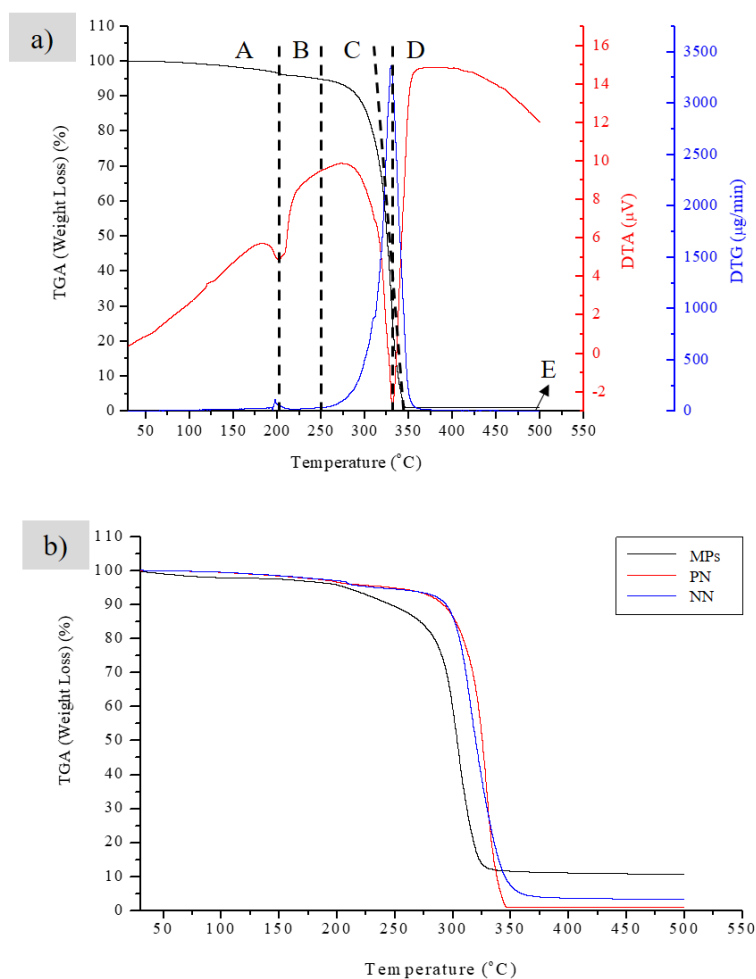 a)
A B C D
E
110
100
90
80
70
60
50
40
30
20
10
0
TGA (Weight Loss) (%)
50 100 150 200 250 300 350 400 450 500 550
Temperature (°C)
16
14
12
10
8
6
4
2
0
-2
DTA (µV)
3500
3000
2500
2000
1500
1000
500
0
DTG (µg/min)
b)
MPs
PN
NN
110
100
90
80
70
60
50
40
30
20
10
0
TGA (Weight Loss) (%)
50 100 150 200 250 300 350 400 450 500 550
Temperature (°C)